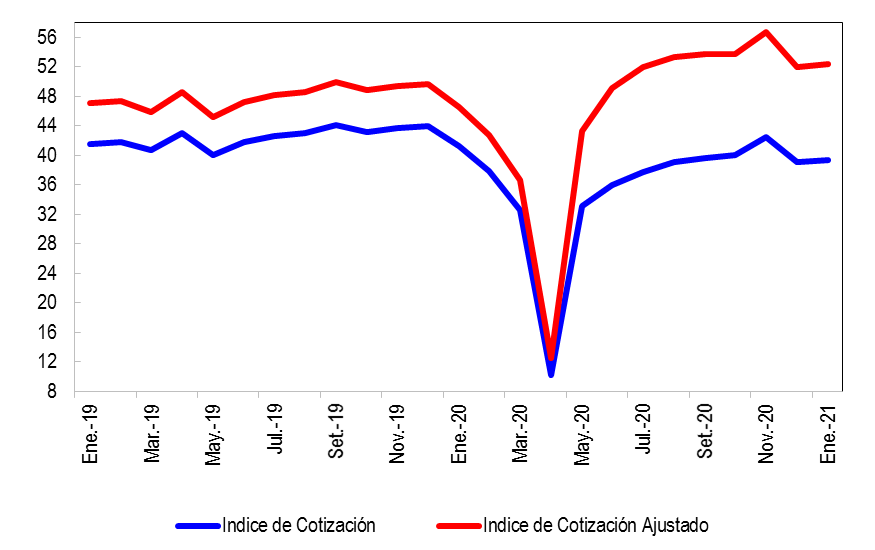 56
52
48
44
40
36
32
28
24
20
16
12
8
Ene.-19
Mar.-19
May.-19
Jul.-19
Set.-19
Nov.-19
Ene.-20
Mar.-20
May.-20
Jul.-20
Set.-20
Nov.-20
Ene.-21
Indice de Cotización
Indice de Cotización Ajustado